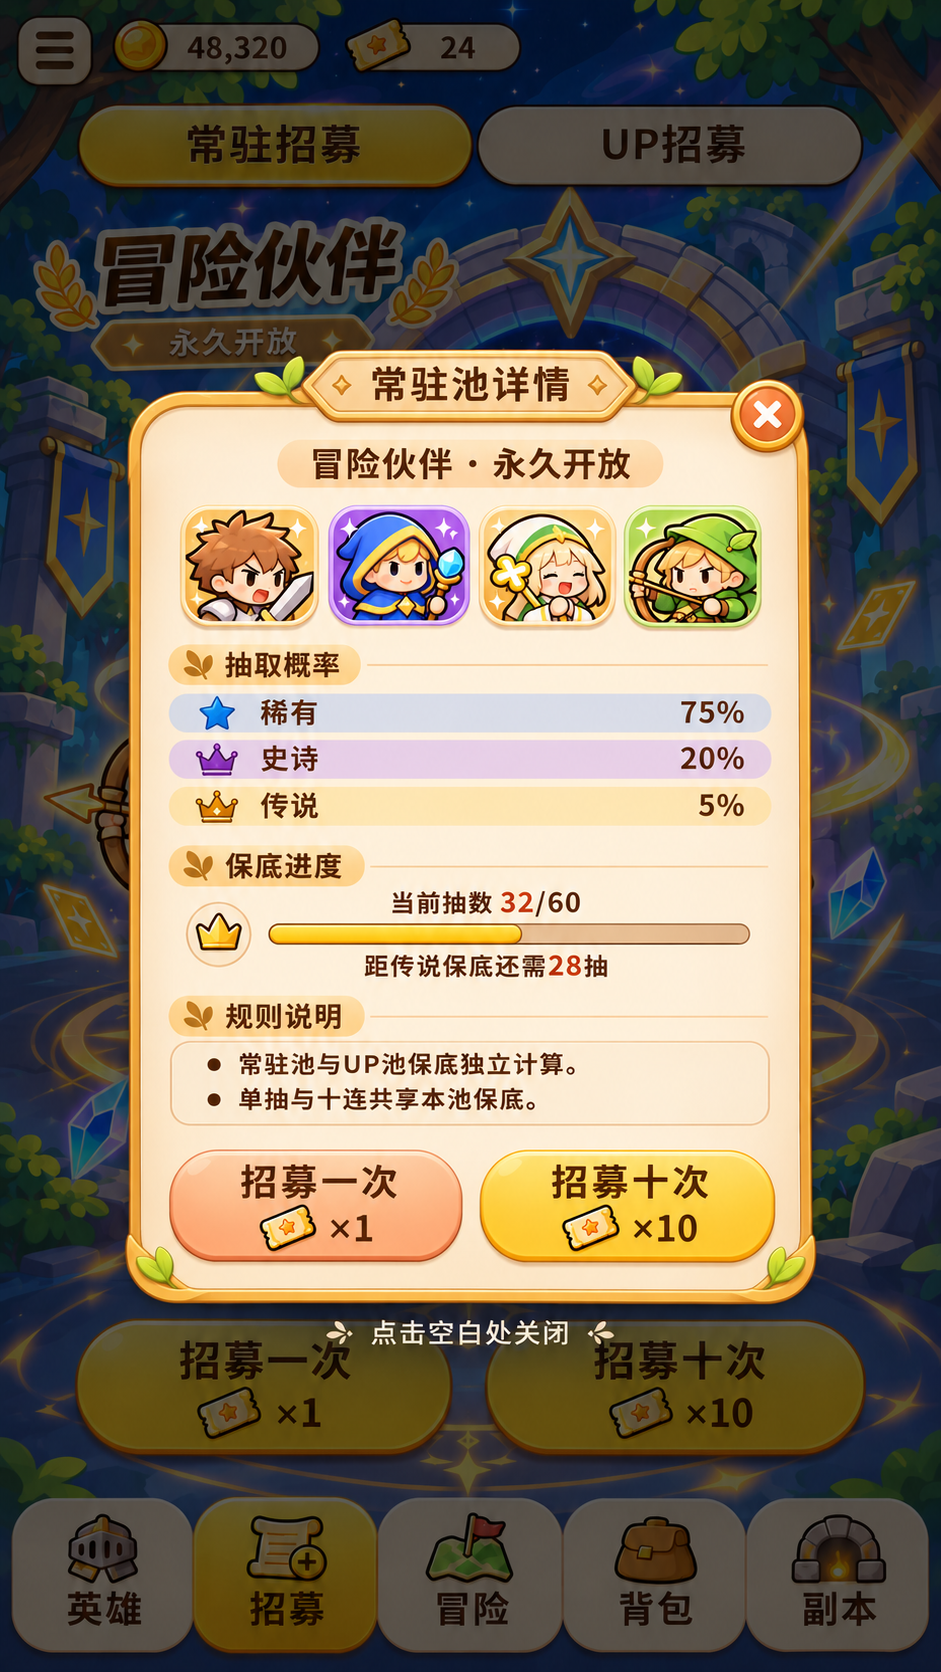 48,320
24
常驻招募
UP招募
冒险伙伴
永久开放
常驻池详情
冒险伙伴·永久开放
抽取概率
稀有 75%
史诗 20%
传说 5%
保底进度
当前抽数 32/60
距传说保底还需28抽
规则说明
• 常驻池与UP池保底独立计算。
• 单抽与十连共享本池保底。
招募一次
×1
招募十次
×10
点击空白处关闭
招募一次
×1
招募十次
×10
英雄
招募
冒险
背包
副本